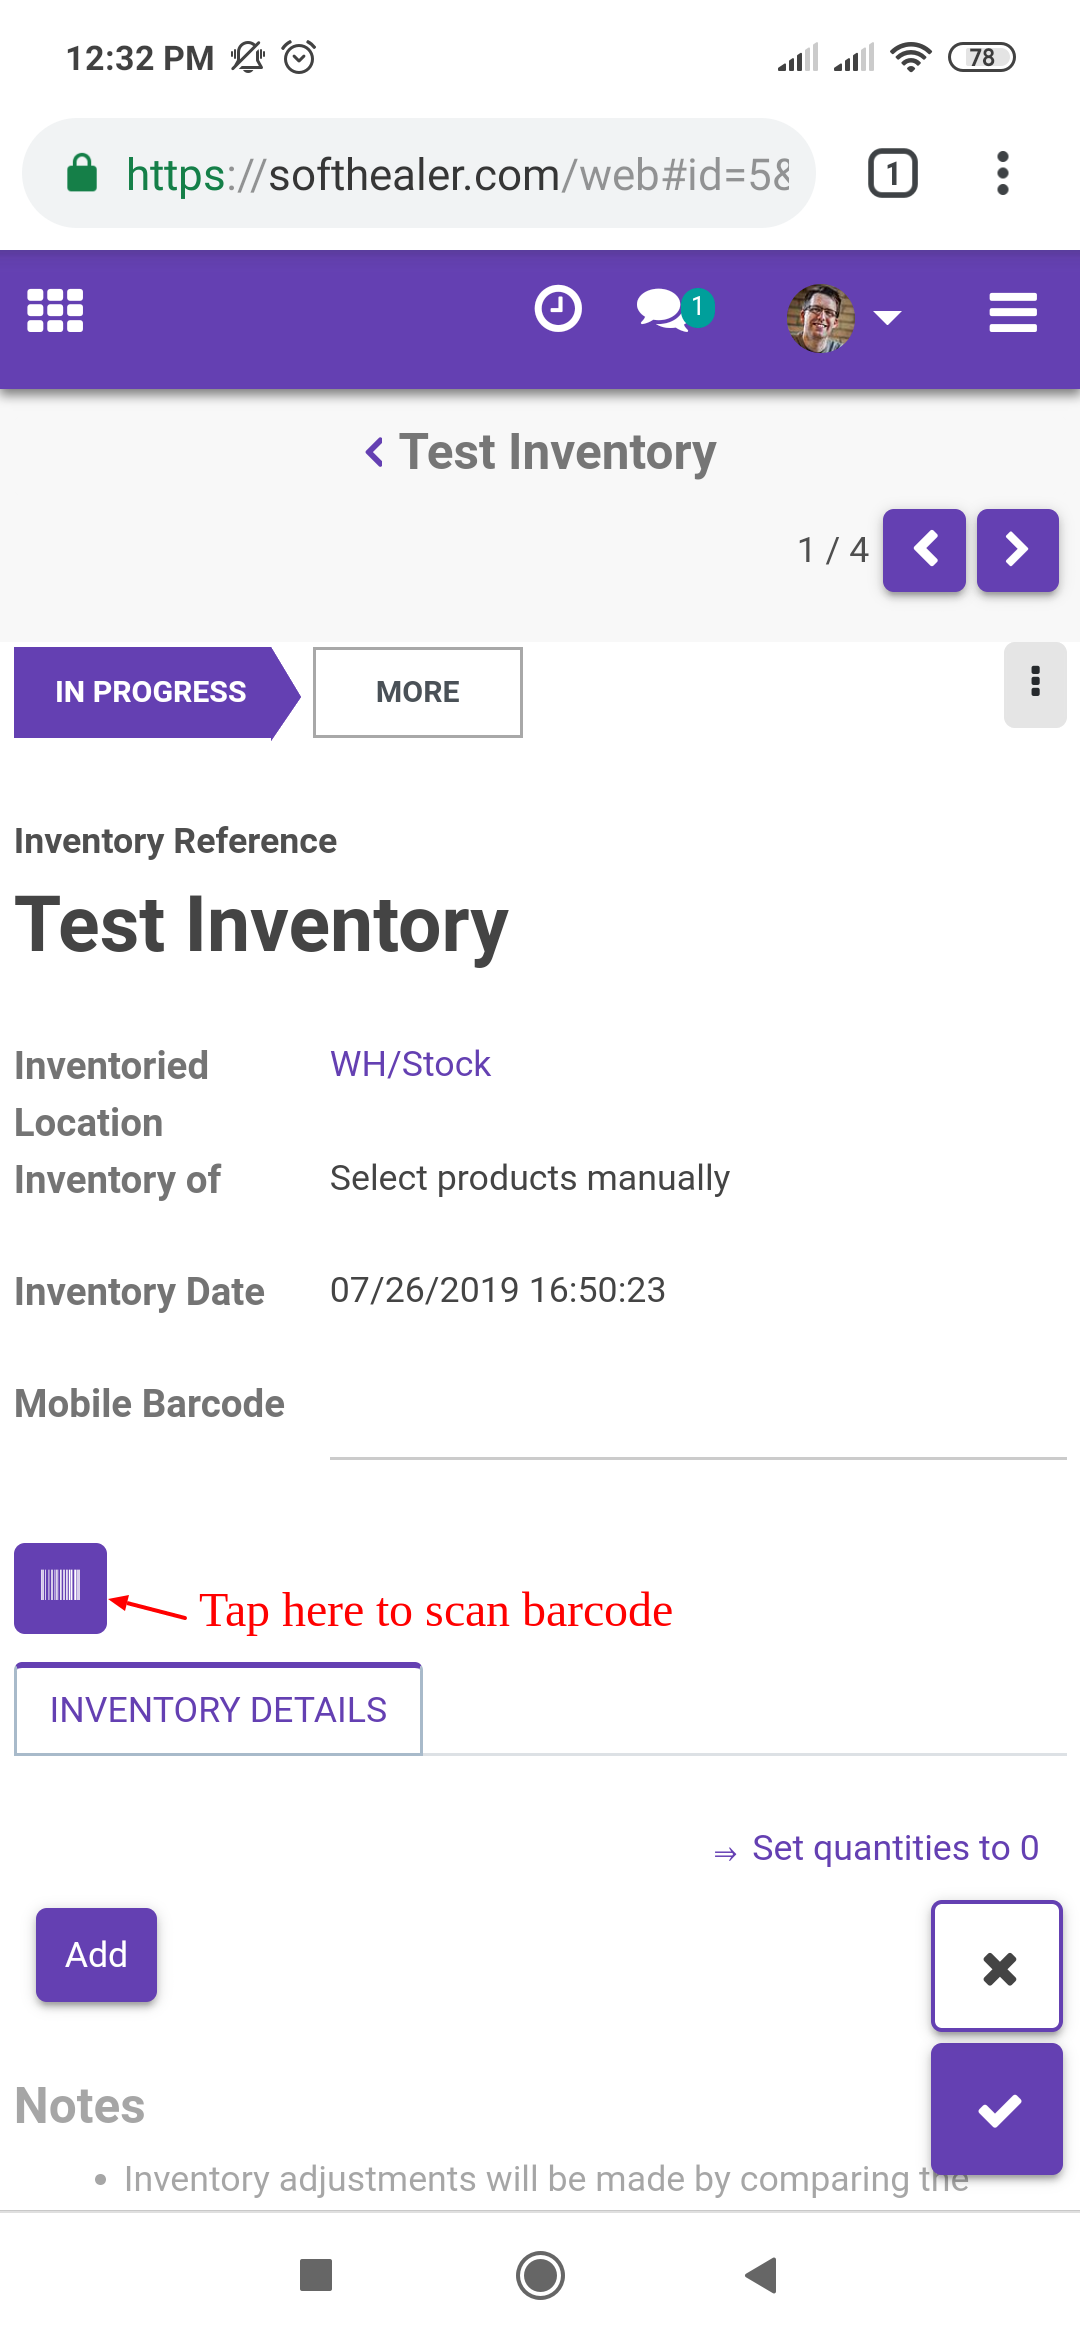 12:32 PM
78
https://softhealer.com/web#id=5&
1
1
Test Inventory
1 / 4
IN PROGRESS
MORE
Inventory Reference
Test Inventory
Inventoried Location
WH/Stock
Inventory of
Select products manually
Inventory Date
07/26/2019 16:50:23
Mobile Barcode
Tap here to scan barcode
INVENTORY DETAILS
⇒ Set quantities to 0
Add
Notes
• Inventory adjustments will be made by comparing the